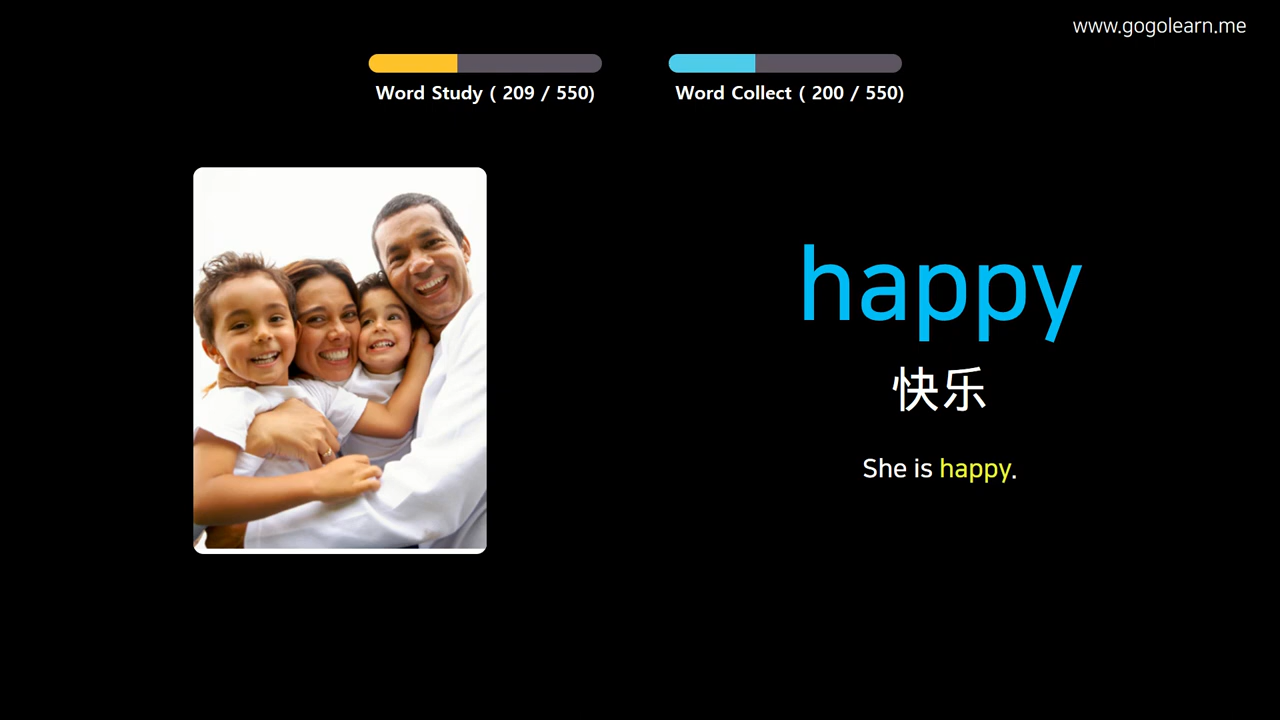 www.gogolearn.me
Word Study ( 209 / 550)
Word Collect ( 200 / 550)
happy
快乐
She is happy.